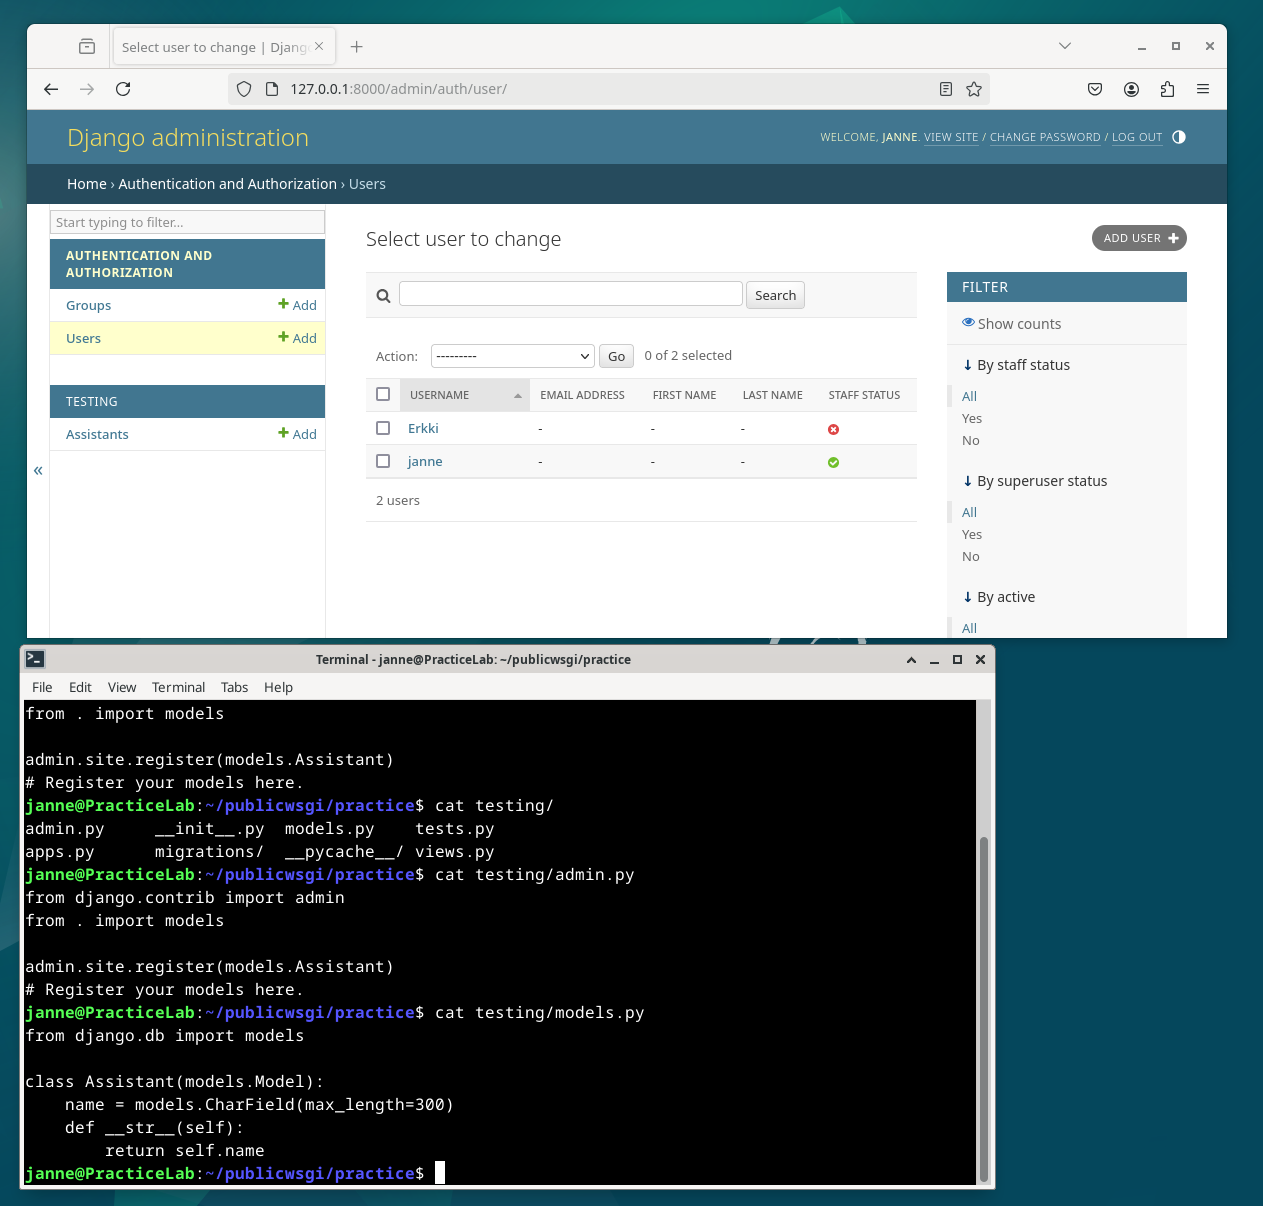 Select user to change | Djang
127.0.0.1:8000/admin/auth/user/
Django administration
WELCOME, JANNE. VIEW SITE / CHANGE PASSWORD / LOG OUT
Home › Authentication and Authorization › Users
Start typing to filter...
AUTHENTICATION AND
AUTHORIZATION
Groups + Add
Users + Add
TESTING
Assistants + Add
«
Select user to change
ADD USER +
Search
Action: --------- Go 0 of 2 selected
USERNAME EMAIL ADDRESS FIRST NAME LAST NAME STAFF STATUS
Erkki - - -
janne - - -
2 users
FILTER
Show counts
↓ By staff status
All
Yes
No
↓ By superuser status
All
Yes
No
↓ By active
All
Terminal - janne@PracticeLab: ~/publicwsgi/practice
File Edit View Terminal Tabs Help
from . import models

admin.site.register(models.Assistant)
# Register your models here.
janne@PracticeLab:~/publicwsgi/practice$ cat testing/
admin.py     __init__.py  models.py    tests.py
apps.py      migrations/  __pycache__/ views.py
janne@PracticeLab:~/publicwsgi/practice$ cat testing/admin.py
from django.contrib import admin
from . import models

admin.site.register(models.Assistant)
# Register your models here.
janne@PracticeLab:~/publicwsgi/practice$ cat testing/models.py
from django.db import models

class Assistant(models.Model):
    name = models.CharField(max_length=300)
    def __str__(self):
        return self.name
janne@PracticeLab:~/publicwsgi/practice$